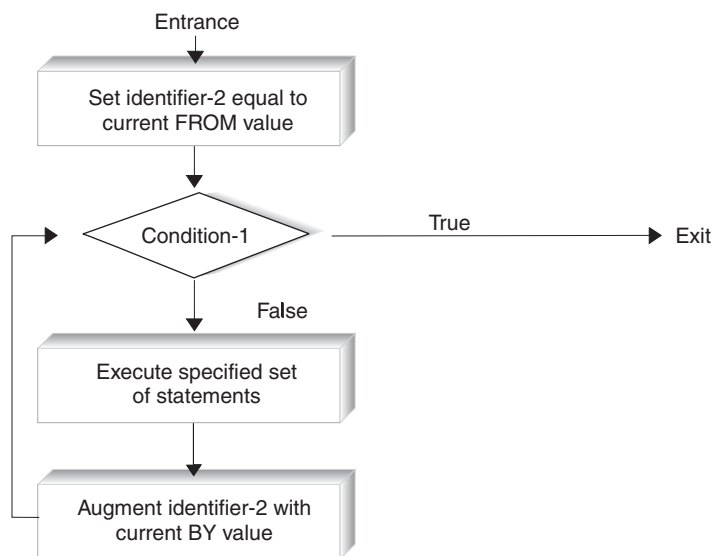 Entrance
Set identifier-2 equal to
current FROM value
Condition-1
True
Exit
False
Execute specified set
of statements
Augment identifier-2 with
current BY value